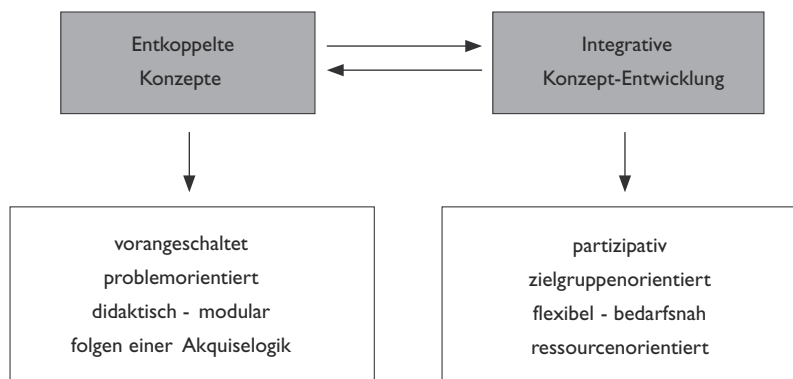 Entkoppelte
Konzepte
Integrative
Konzept-Entwicklung
vorangeschaltet
problemorientiert
didaktisch - modular
folgen einer Akquiselogik
partizipativ
zielgruppenorientiert
flexibel - bedarfsnah
ressourcenorientiert